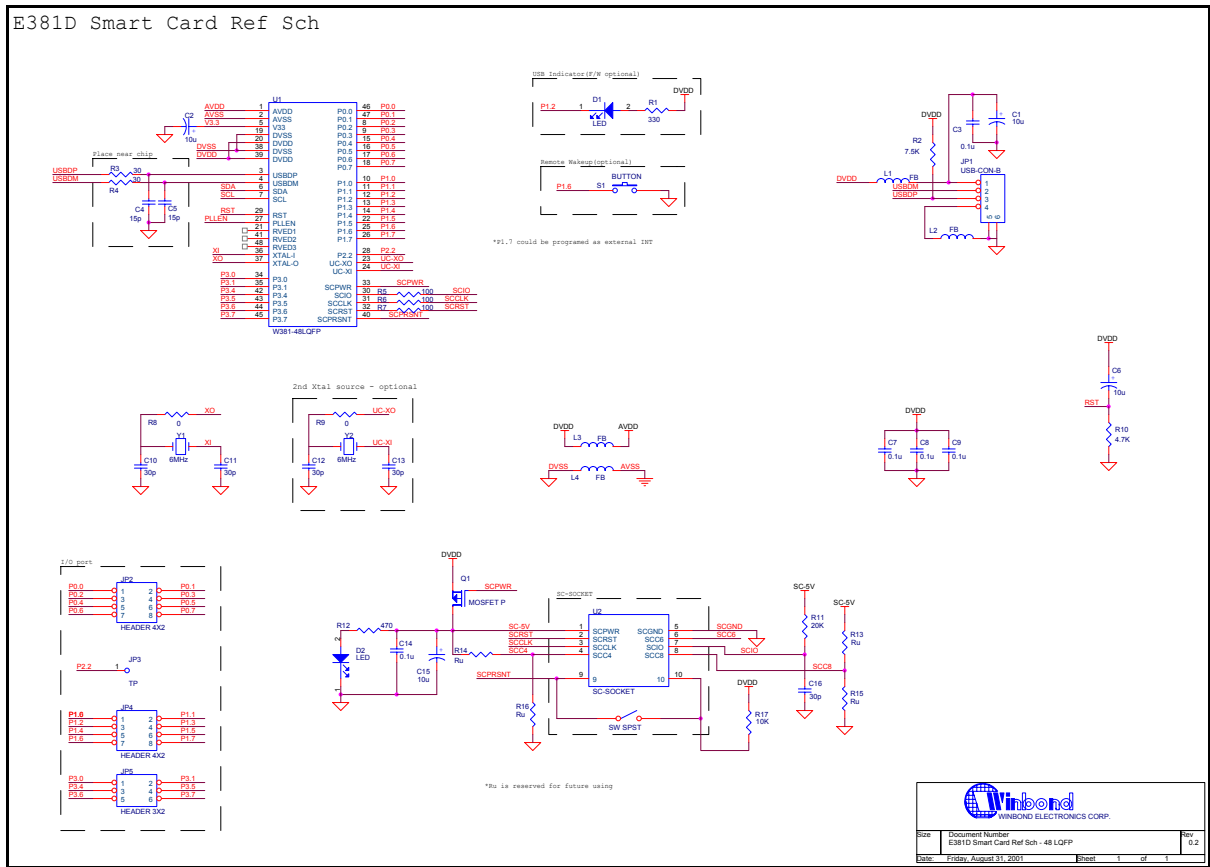 E381D Smart Card Ref Sch
USB Indicator(F/W optional)
P1.2
1
D1
LED
2
R1
330
DVDD
Remote Wakeup(optional)
P1.6
S1
BUTTON
*P1.7 could be programed as external INT
DVDD
R2
7.5K
C3
0.1u
C1
10u
JP1
USB-CON-B
DVDD
L1
FB
USBDM
USBDP
1
2
3
4
5
6
L2
FB
C2
10u
Place near chip
USBDP
USBDM
R3
30
R4
30
C4
15p
C5
15p
U1
AVDD 1 AVDD
AVSS 2 AVSS
V3.3 5 V33
19 DVSS
20 DVDD
DVSS 38 DVSS
DVDD 39 DVDD
3 USBDP
4 USBDM
SDA 6 SDA
SCL 7 SCL
RST 29 RST
PLLEN 27 PLLEN
21 RVED1
41 RVED2
48 RVED3
XI 36 XTAL-I
XO 37 XTAL-O
P3.0 34 P3.0
P3.1 35 P3.1
P3.4 42 P3.4
P3.5 43 P3.5
P3.6 44 P3.6
P3.7 45 P3.7
P0.0 46 P0.0
P0.1 47 P0.1
P0.2 8 P0.2
P0.3 9 P0.3
P0.4 15 P0.4
P0.5 16 P0.5
P0.6 17 P0.6
P0.7 18 P0.7
P1.0 10 P1.0
P1.1 11 P1.1
P1.2 12 P1.2
P1.3 13 P1.3
P1.4 14 P1.4
P1.5 22 P1.5
P1.6 25 P1.6
P1.7 26 P1.7
P2.2 28 P2.2
UC-XO 23 UC-XO
UC-XI 24 UC-XI
SCPWR 33 SCPWR
SCIO 30 R5 100 SCIO
SCCLK 31 R6 100 SCCLK
SCRST 32 R7 100 SCRST
SCPRSNT 40 SCPRSNT
W381-48LQFP
R8
0
XO
Y1
6MHz
XI
C10
30p
C11
30p
2nd Xtal source - optional
R9
0
UC-XO
Y2
6MHz
UC-XI
C12
30p
C13
30p
DVDD
L3
FB
AVDD
DVSS
L4
FB
AVSS
DVDD
C7
0.1u
C8
0.1u
C9
0.1u
DVDD
C6
10u
RST
R10
4.7K
I/O port
JP2
P0.0 1 2 P0.1
P0.2 3 4 P0.3
P0.4 5 6 P0.5
P0.6 7 8 P0.7
HEADER 4X2
P2.2
1
JP3
TP
JP4
P1.0 1 2 P1.1
P1.2 3 4 P1.3
P1.4 5 6 P1.5
P1.6 7 8 P1.7
HEADER 4X2
JP5
P3.0 1 2 P3.1
P3.4 3 4 P3.5
P3.6 5 6 P3.7
HEADER 3X2
DVDD
Q1
MOSFET P
SCPWR
R12
470
D2
LED
2
1
C14
0.1u
C15
10u
R14
Ru
R16
Ru
SC-SOCKET
U2
SC-5V 1 SCPWR
SCRST 2 SCRST
SCCLK 3 SCCLK
SCC4 4 SCC4
SCPRSNT 9 9
SCGND 5 SCGND
SCC6 6 SCC6
SCIO 7 SCIO
SCC8 8 SCC8
10 10
SC-SOCKET
SW SPST
DVDD
R17
10K
SC-5V
R11
20K
C16
30p
SC-5V
R13
Ru
R15
Ru
*Ru is reserved for future using
Winbond
WINBOND ELECTRONICS CORP.
Size
Document Number
Rev
E381D Smart Card Ref Sch - 48 LQFP
0.2
Date: Friday, August 31, 2001 Sheet 1 of 1